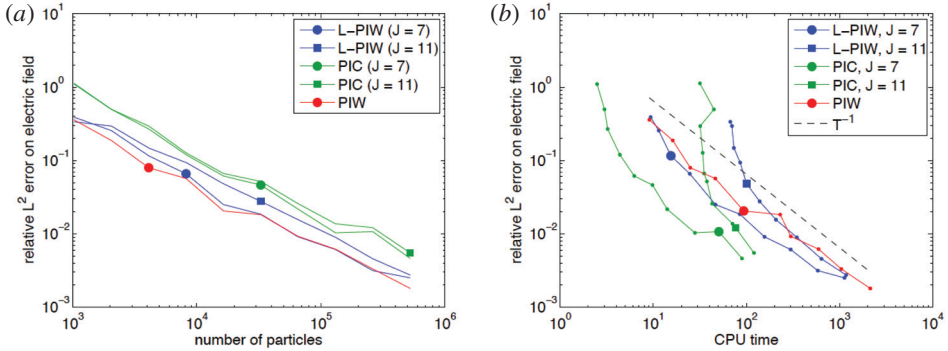 (a)
relative L² error on electric field
10¹
10⁰
10⁻¹
10⁻²
10⁻³
10³
10⁴
10⁵
10⁶
number of particles
L−PIW (J = 7)
L−PIW (J = 11)
PIC (J = 7)
PIC (J = 11)
PIW
(b)
relative L² error on electric field
10¹
10⁰
10⁻¹
10⁻²
10⁻³
10⁰
10¹
10²
10³
10⁴
CPU time
L−PIW, J = 7
L−PIW, J = 11
PIC, J = 7
PIC, J = 11
PIW
T⁻¹